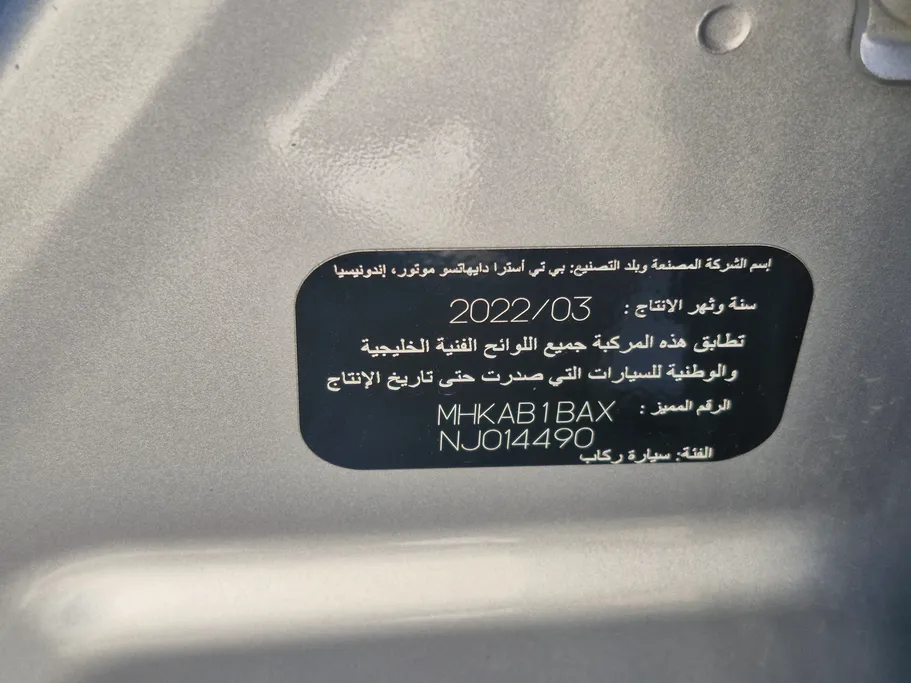 إسم الشركة المصنعة وبلد التصنيع: بي تي أسترا دايهاتسو موتور، إندونيسيا
سنة وشهر الانتاج : 2022/03
تطابق هذه المركبة جميع اللوائح الفنية الخليجية
والوطنية للسيارات التي صدرت حتى تاريخ الإنتاج
الرقم المميز : MHKAB1BAX
NJ014490
الفئة: سيارة ركاب